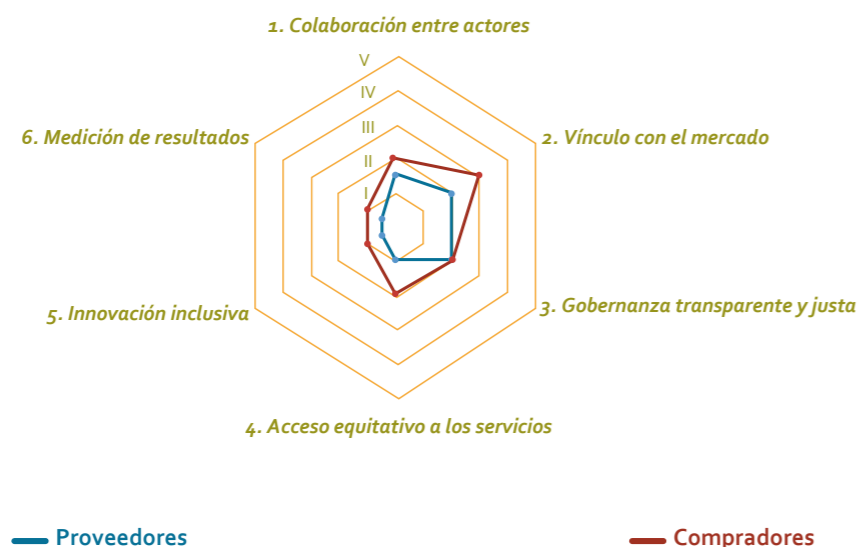 1. Colaboración entre actores
V
IV
III
II
I
6. Medición de resultados
2. Vínculo con el mercado
5. Innovación inclusiva
3. Gobernanza transparente y justa
4. Acceso equitativo a los servicios
Proveedores
Compradores